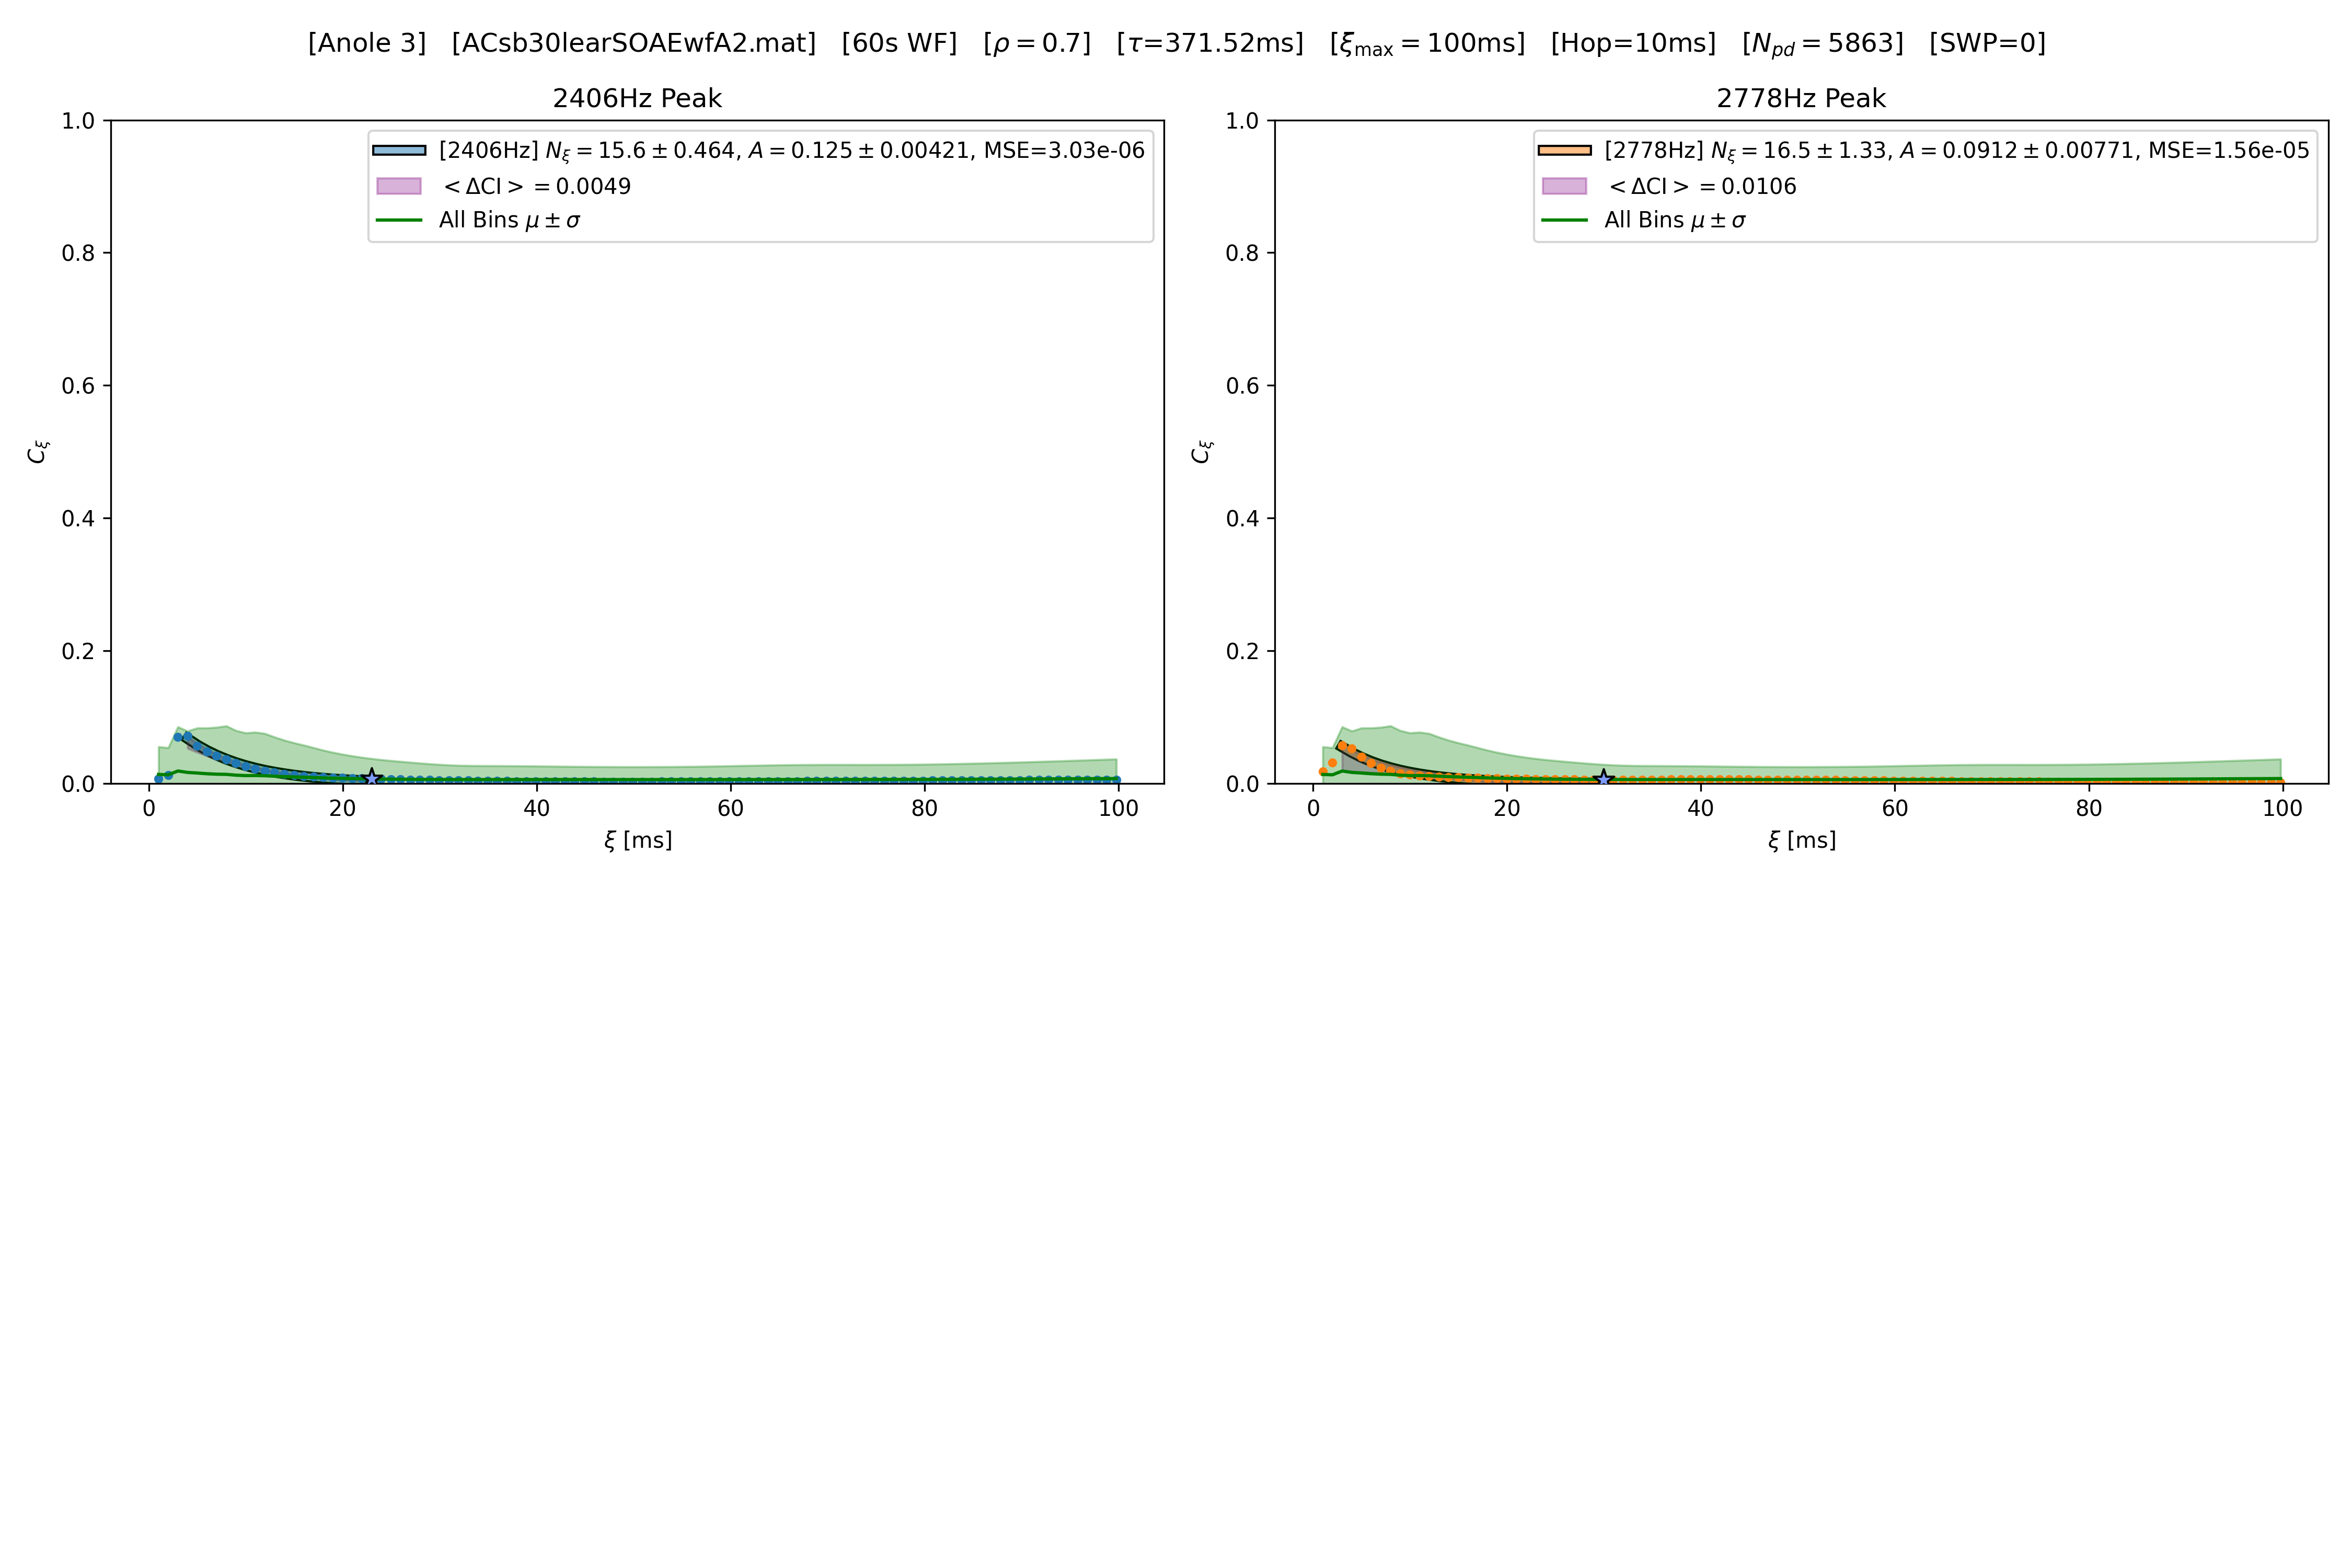 [Anole 3] [ACsb30learSOAEwfA2.mat] [60s WF] [ρ = 0.7] [τ=371.52ms] [ξmax = 100ms] [Hop=10ms] [Npd = 5863] [SWP=0]
2406Hz Peak
1.0
0.8
0.6
0.4
0.2
0.0
Cξ
[2406Hz] Nξ = 15.6 ± 0.464, A = 0.125 ± 0.00421, MSE=3.03e-06
< ΔCI > = 0.0049
All Bins μ ± σ
0 20 40 60 80 100
ξ [ms]
2778Hz Peak
1.0
0.8
0.6
0.4
0.2
0.0
Cξ
[2778Hz] Nξ = 16.5 ± 1.33, A = 0.0912 ± 0.00771, MSE=1.56e-05
< ΔCI > = 0.0106
All Bins μ ± σ
0 20 40 60 80 100
ξ [ms]